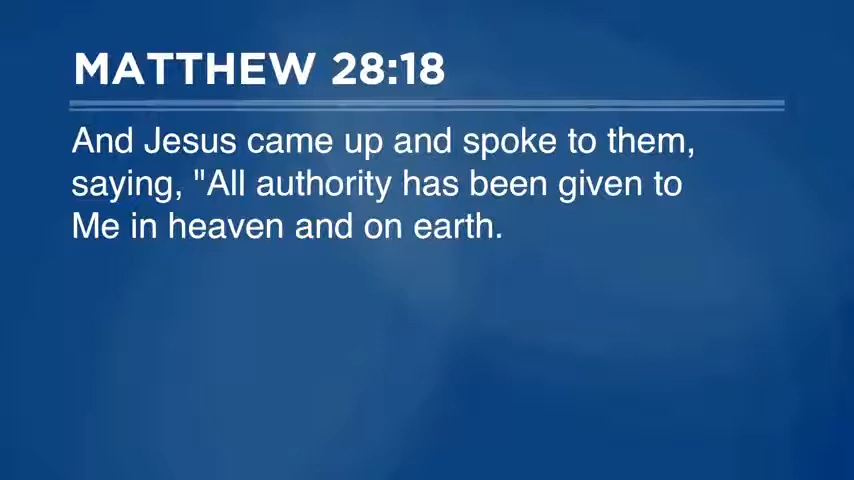 MATTHEW 28:18
And Jesus came up and spoke to them,
saying, "All authority has been given to
Me in heaven and on earth.